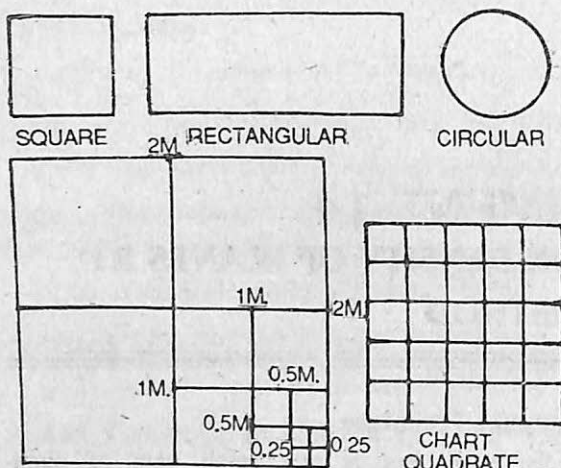 SQUARE
RECTANGULAR
CIRCULAR
2M.
1M.
2M.
0.5M.
1M.
0.5M
0.25
0 25
CHART
QUADRATE